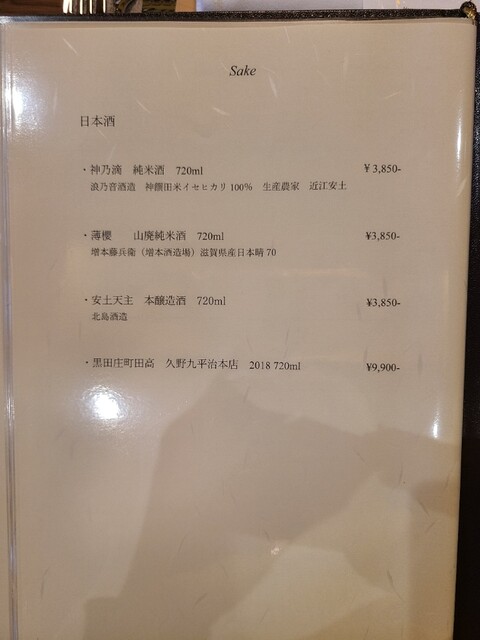 Sake
日本酒
・神乃滴 純米酒 720ml ¥3,850-
浪乃音酒造 神饌田米イセヒカリ100% 生産農家 近江安土
・薄櫻 山廃純米酒 720ml ¥3,850-
増本藤兵衛（増本酒造場）滋賀県産日本晴70
・安土天主 本醸造酒 720ml ¥3,850-
北島酒造
・黒田庄町田高 久野九平治本店 2018 720ml ¥9,900-